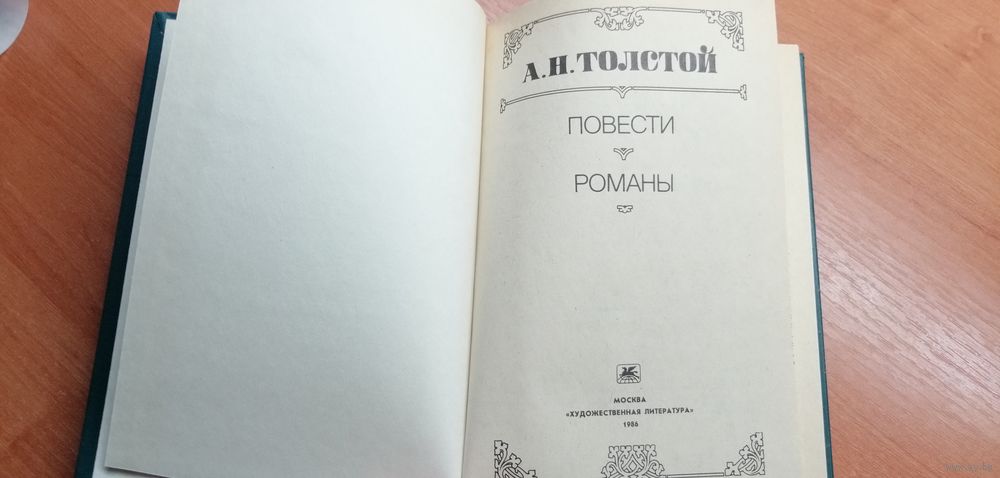 А.Н.ТОЛСТОЙ
ПОВЕСТИ
РОМАНЫ
МОСКВА
«ХУДОЖЕСТВЕННАЯ ЛИТЕРАТУРА»
1986